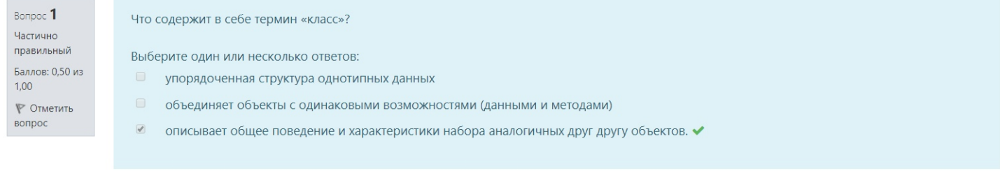 Вопрос 1
Частично
правильный
Баллов: 0,50 из
1,00
Отметить
вопрос
Что содержит в себе термин «класс»?
Выберите один или несколько ответов:
упорядоченная структура однотипных данных
объединяет объекты с одинаковыми возможностями (данными и методами)
описывает общее поведение и характеристики набора аналогичных друг другу объектов.